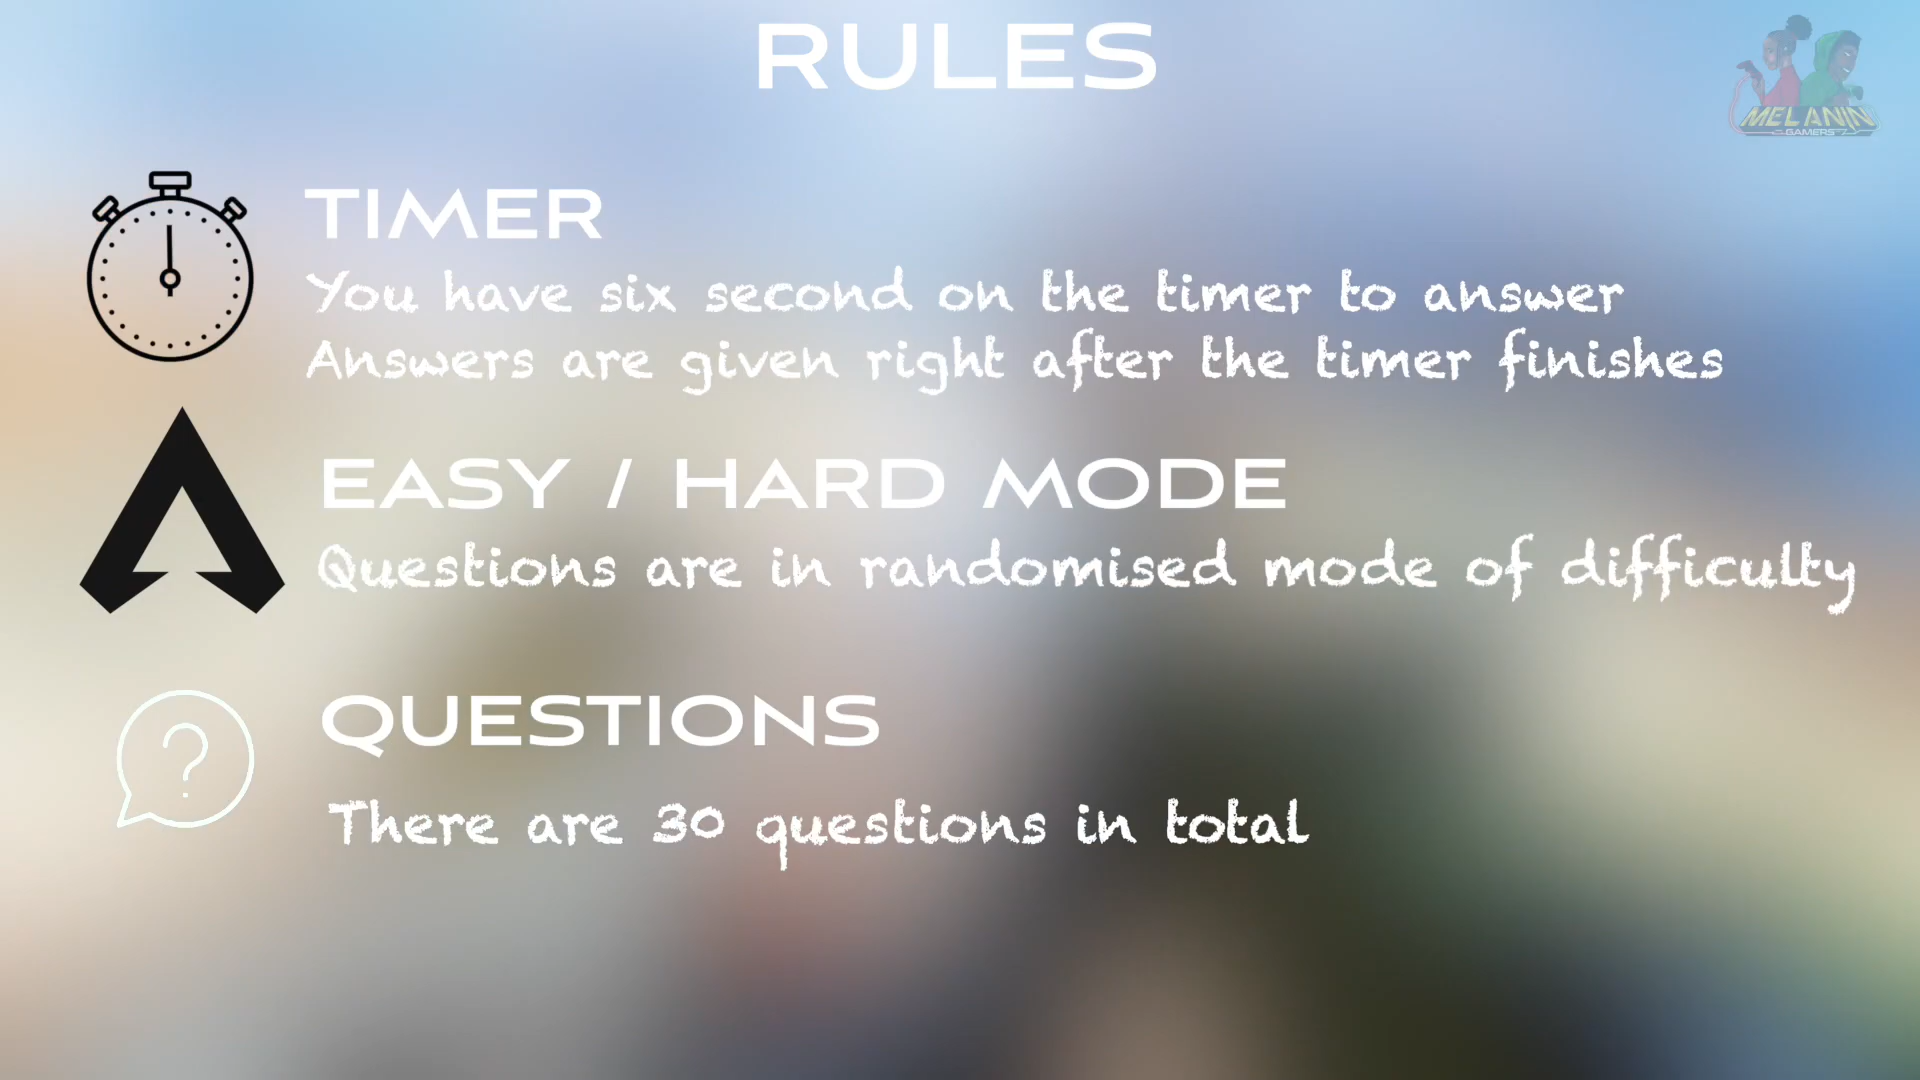 RULES
MELANIN
GAMERS
TIMER
You have six second on the timer to answer
Answers are given right after the timer finishes
EASY / HARD MODE
Questions are in randomised mode of difficulty
?
QUESTIONS
There are 30 questions in total